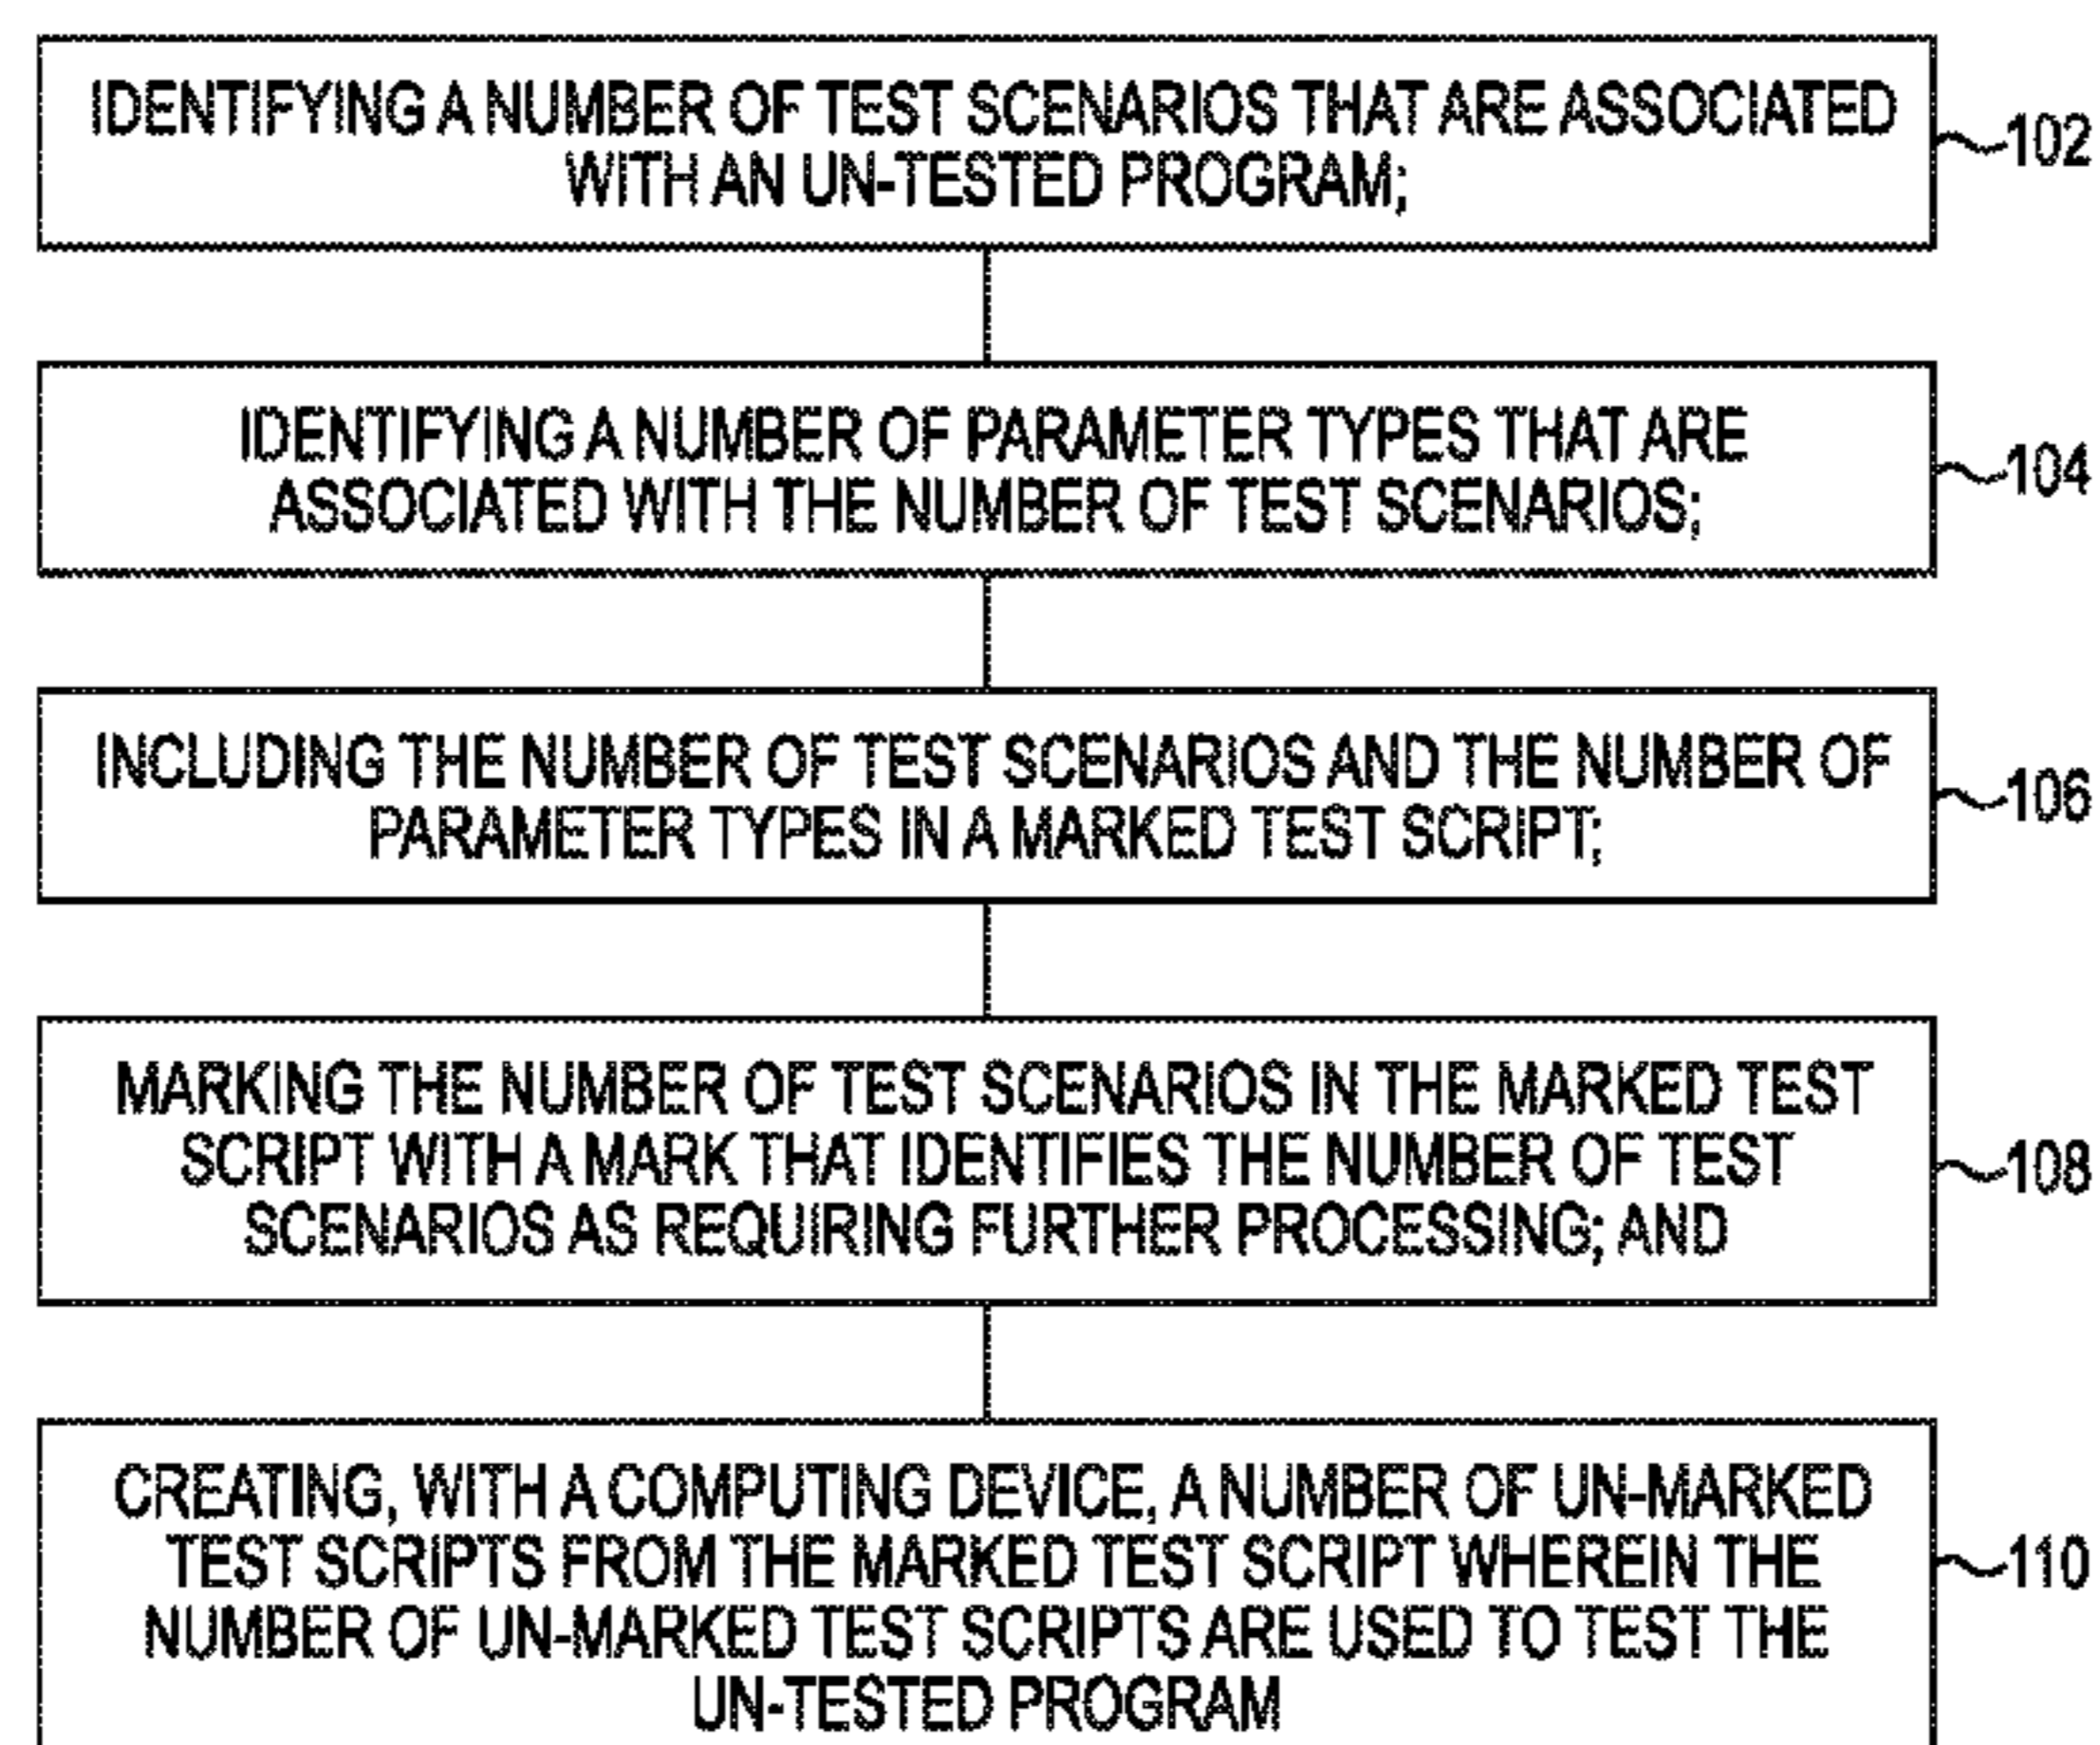 IDENTIFYING A NUMBER OF TEST SCENARIOS THAT ARE ASSOCIATED
WITH AN UN-TESTED PROGRAM;
102
IDENTIFYING A NUMBER OF PARAMETER TYPES THAT ARE
ASSOCIATED WITH THE NUMBER OF TEST SCENARIOS;
104
INCLUDING THE NUMBER OF TEST SCENARIOS AND THE NUMBER OF
PARAMETER TYPES IN A MARKED TEST SCRIPT;
106
MARKING THE NUMBER OF TEST SCENARIOS IN THE MARKED TEST
SCRIPT WITH A MARK THAT IDENTIFIES THE NUMBER OF TEST
SCENARIOS AS REQUIRING FURTHER PROCESSING; AND
108
CREATING, WITH A COMPUTING DEVICE, A NUMBER OF UN-MARKED
TEST SCRIPTS FROM THE MARKED TEST SCRIPT WHEREIN THE
NUMBER OF UN-MARKED TEST SCRIPTS ARE USED TO TEST THE
UN-TESTED PROGRAM
110